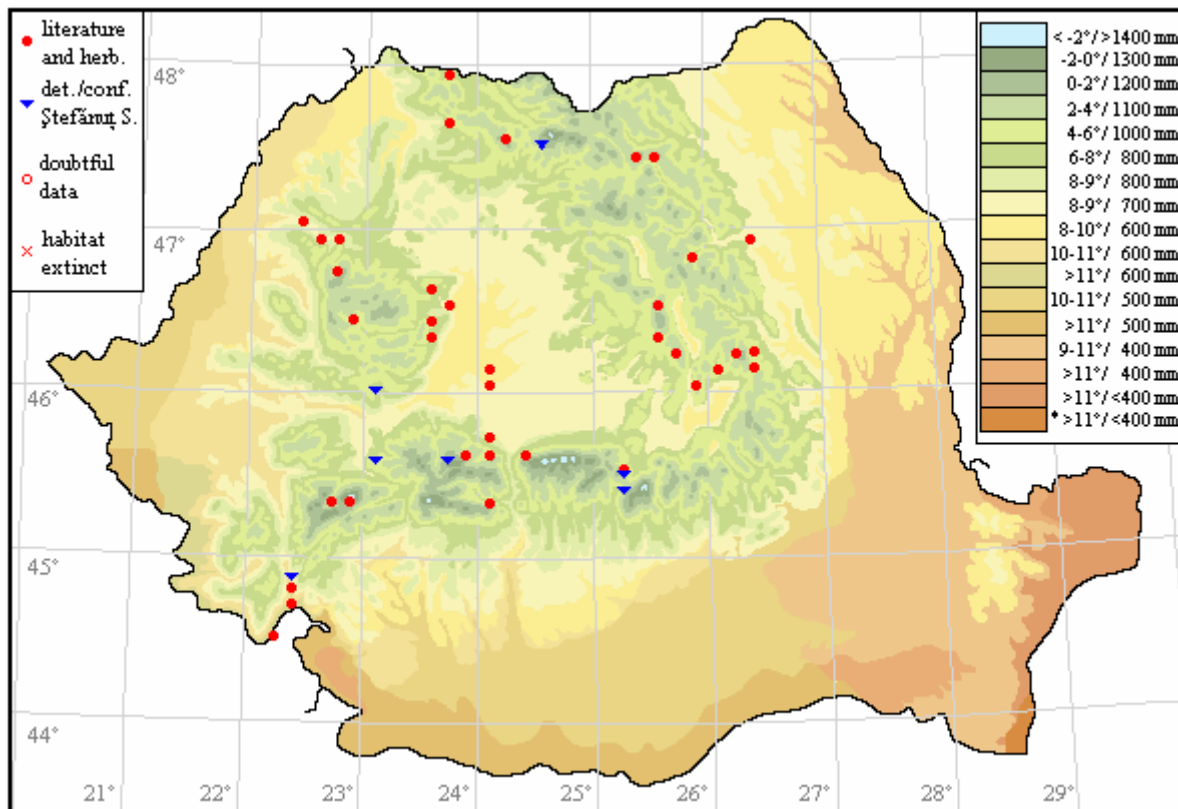 literature
and herb.
det./conf.
Ştefănuţ S.
doubtful
data
habitat
extinct
< -2°/>1400 mm
-2-0°/1300 mm
0-2°/1200 mm
2-4°/1100 mm
4-6°/1000 mm
6-8°/ 800 mm
8-9°/ 800 mm
8-9°/ 700 mm
8-10°/ 600 mm
10-11°/ 600 mm
>11°/ 600 mm
10-11°/ 500 mm
>11°/ 500 mm
9-11°/ 400 mm
>11°/ 400 mm
>11°/<400 mm
* >11°/<400 mm
48°
47°
46°
45°
44°
21°
22°
23°
24°
25°
26°
27°
28°
29°